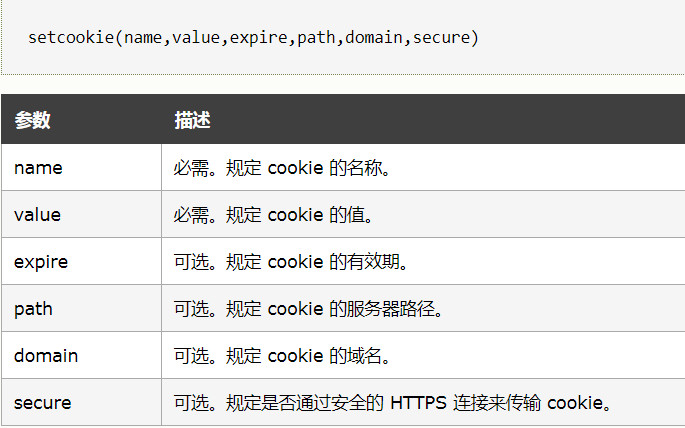 setcookie(name,value,expire,path,domain,secure)
参数 描述
name 必需。规定 cookie 的名称。
value 必需。规定 cookie 的值。
expire 可选。规定 cookie 的有效期。
path 可选。规定 cookie 的服务器路径。
domain 可选。规定 cookie 的域名。
secure 可选。规定是否通过安全的 HTTPS 连接来传输 cookie。